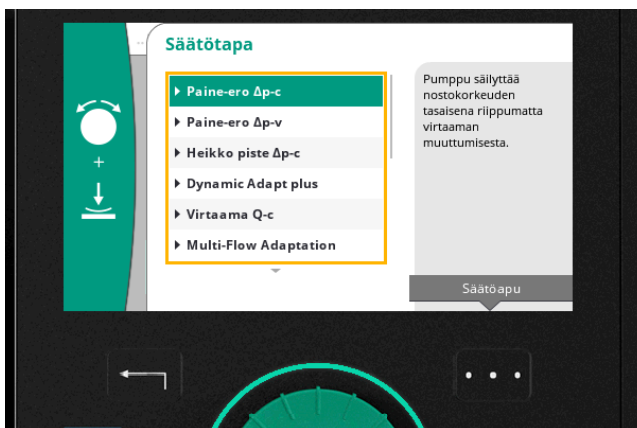 Säätötapa
Paine-ero Δp-c
Paine-ero Δp-v
Heikko piste Δp-c
Dynamic Adapt plus
Virtaama Q-c
Multi-Flow Adaptation
Pumppu säilyttää
nostokorkeuden
tasaisena riippumatta
virtaaman
muuttumisesta.
Säätöapu